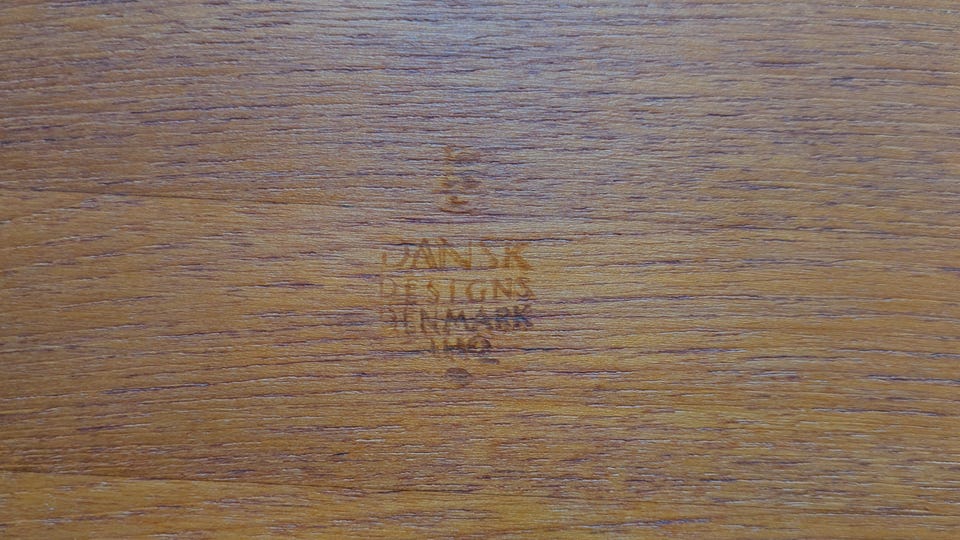 DANSK
DESIGNS
DENMARK
IHQ